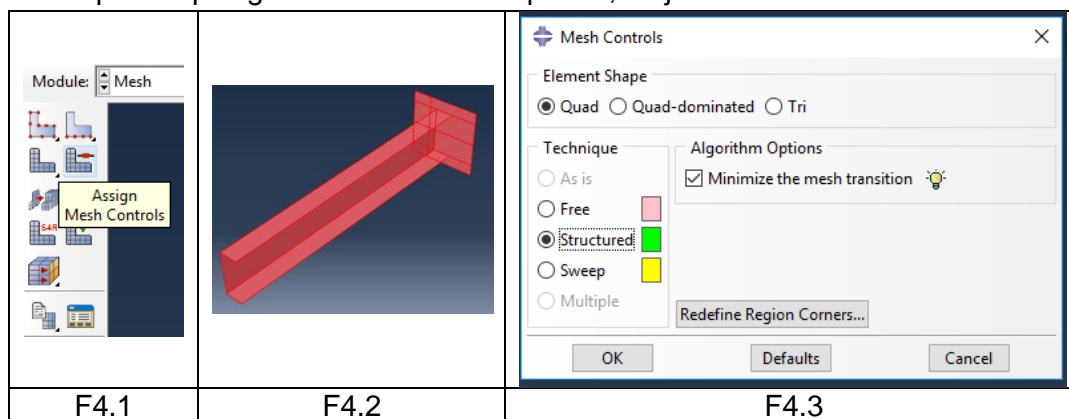 Module: Mesh
Assign
Mesh Controls
S4R
F4.1
F4.2
Mesh Controls
Element Shape
Quad Quad-dominated Tri
Technique
As is
Free
Structured
Sweep
Multiple
Algorithm Options
Minimize the mesh transition
Redefine Region Corners...
OK Defaults Cancel
F4.3